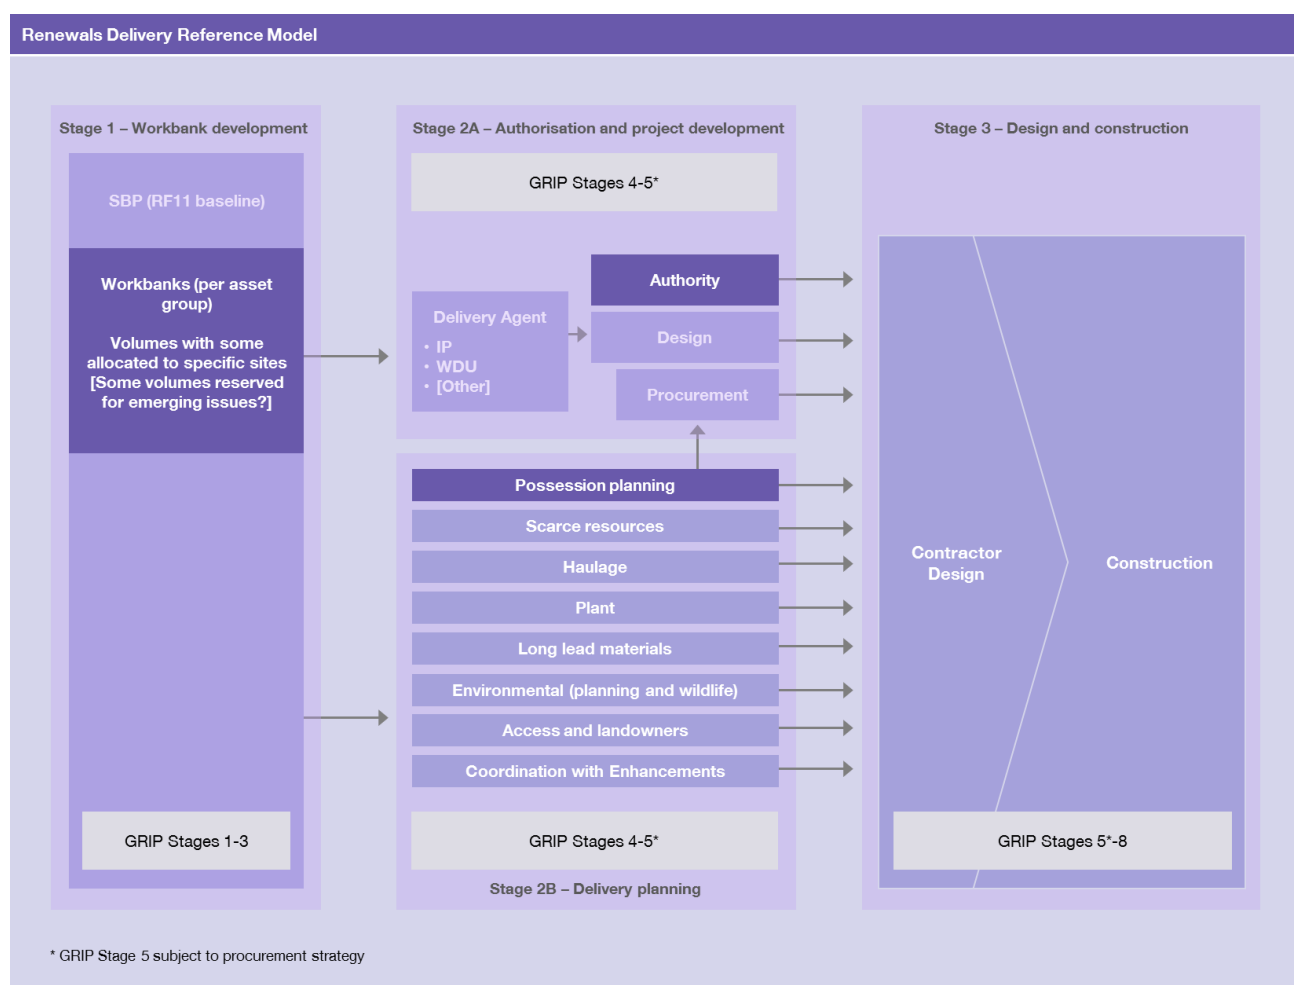 Renewals Delivery Reference Model
Stage 1 – Workbank development
SBP (RF11 baseline)
Workbanks (per asset
group)
Volumes with some
allocated to specific sites
[Some volumes reserved
for emerging issues?]
GRIP Stages 1-3
Stage 2A – Authorisation and project development
GRIP Stages 4-5*
Delivery Agent
• IP
• WDU
• [Other]
Authority
Design
Procurement
Possession planning
Scarce resources
Haulage
Plant
Long lead materials
Environmental (planning and wildlife)
Access and landowners
Coordination with Enhancements
GRIP Stages 4-5*
Stage 2B – Delivery planning
Stage 3 – Design and construction
Contractor
Design
Construction
GRIP Stages 5*-8
* GRIP Stage 5 subject to procurement strategy